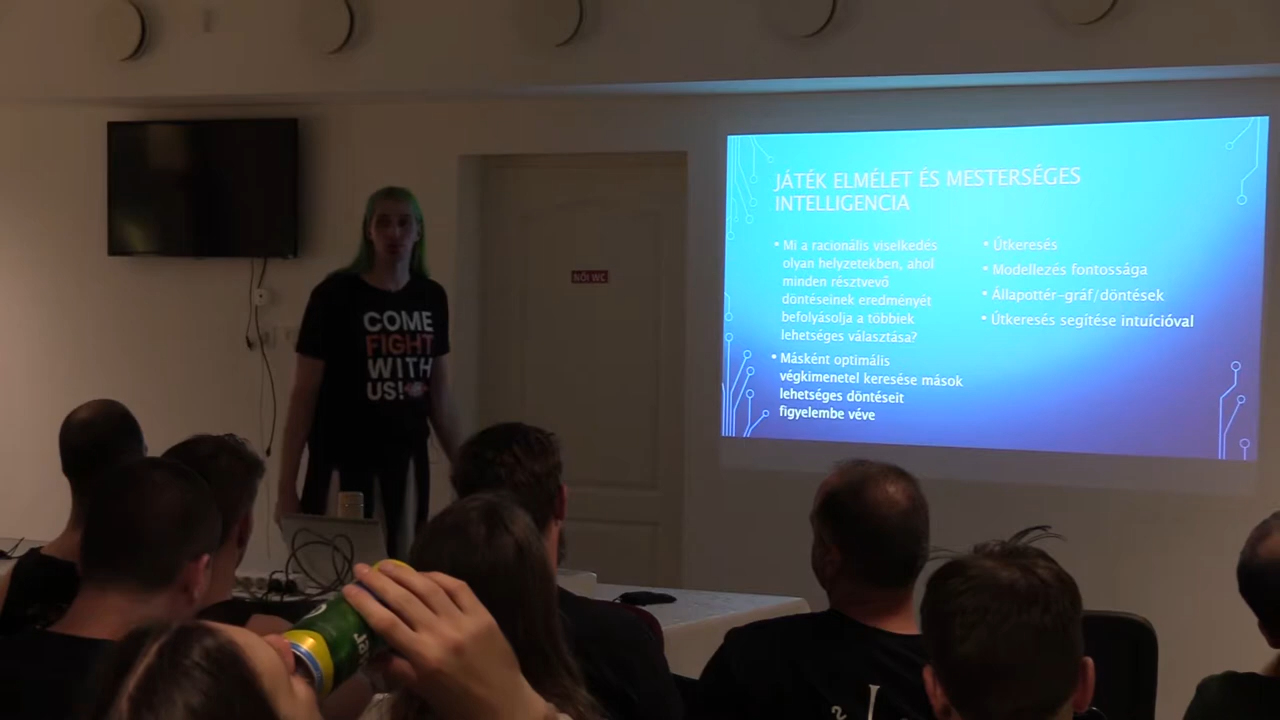 JÁTÉK ELMÉLET ÉS MESTERSÉGES
INTELLIGENCIA
Mi a racionális viselkedés
olyan helyzetekben, ahol
minden résztvevő
döntéseinek eredményét
befolyásolja a többiek
lehetséges választása?
Másként optimális
végkimenetel keresése mások
lehetséges döntéseit
figyelembe véve
Útkeresés
Modellezés fontossága
Állapottér-gráf/döntések
Útkeresés segítése intuícióval
NŐI WC
COME
FIGHT
WITH
US!